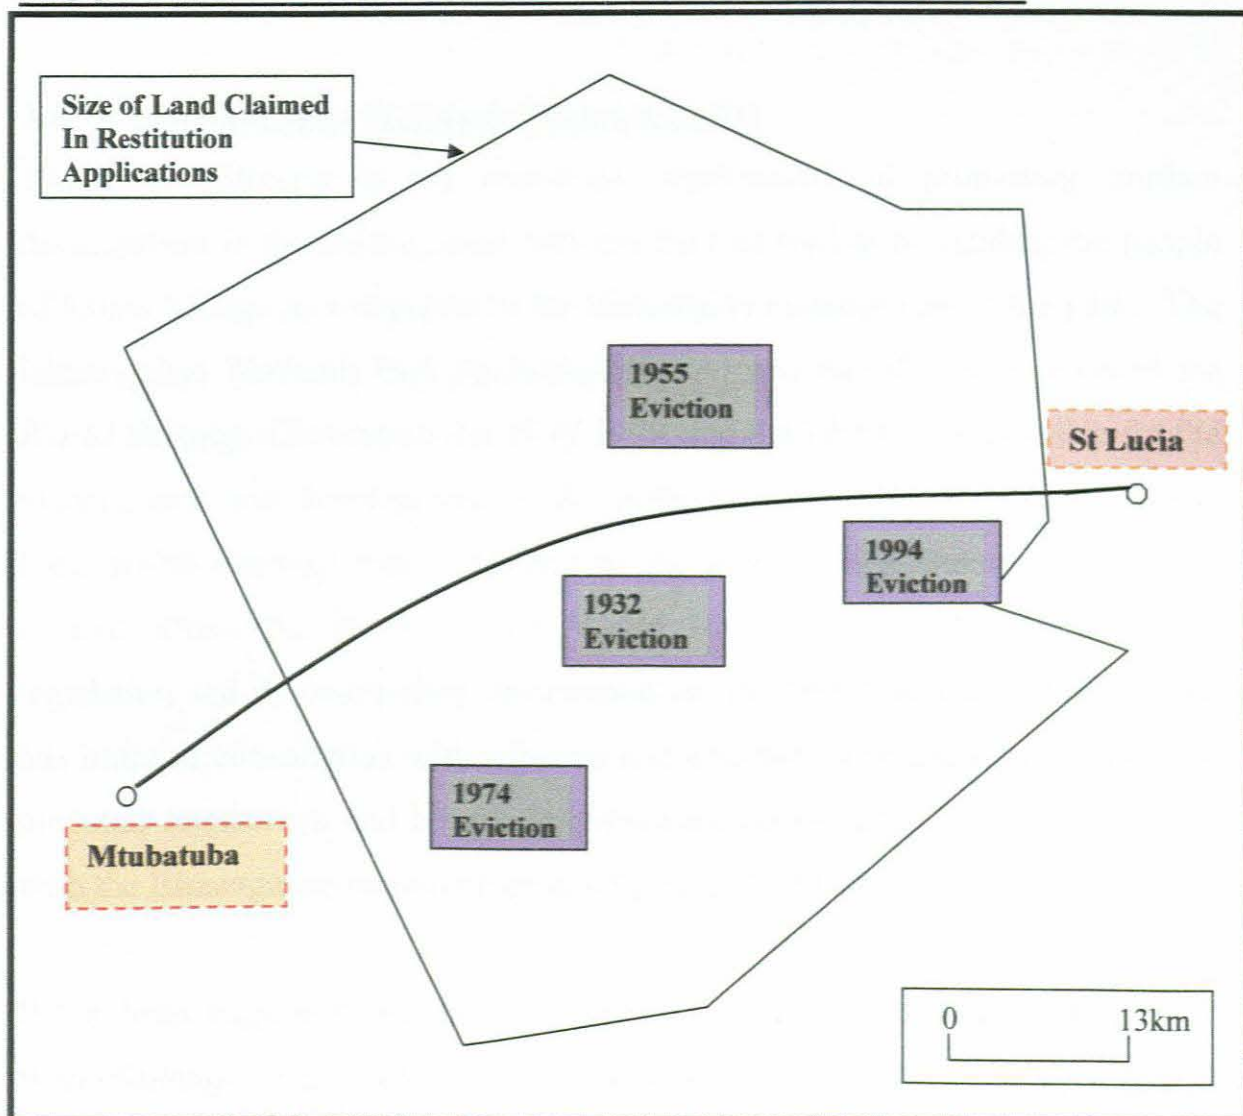 Size of Land Claimed
In Restitution
Applications
1955
Eviction
St Lucia
1994
Eviction
1932
Eviction
1974
Eviction
Mtubatuba
0 13km